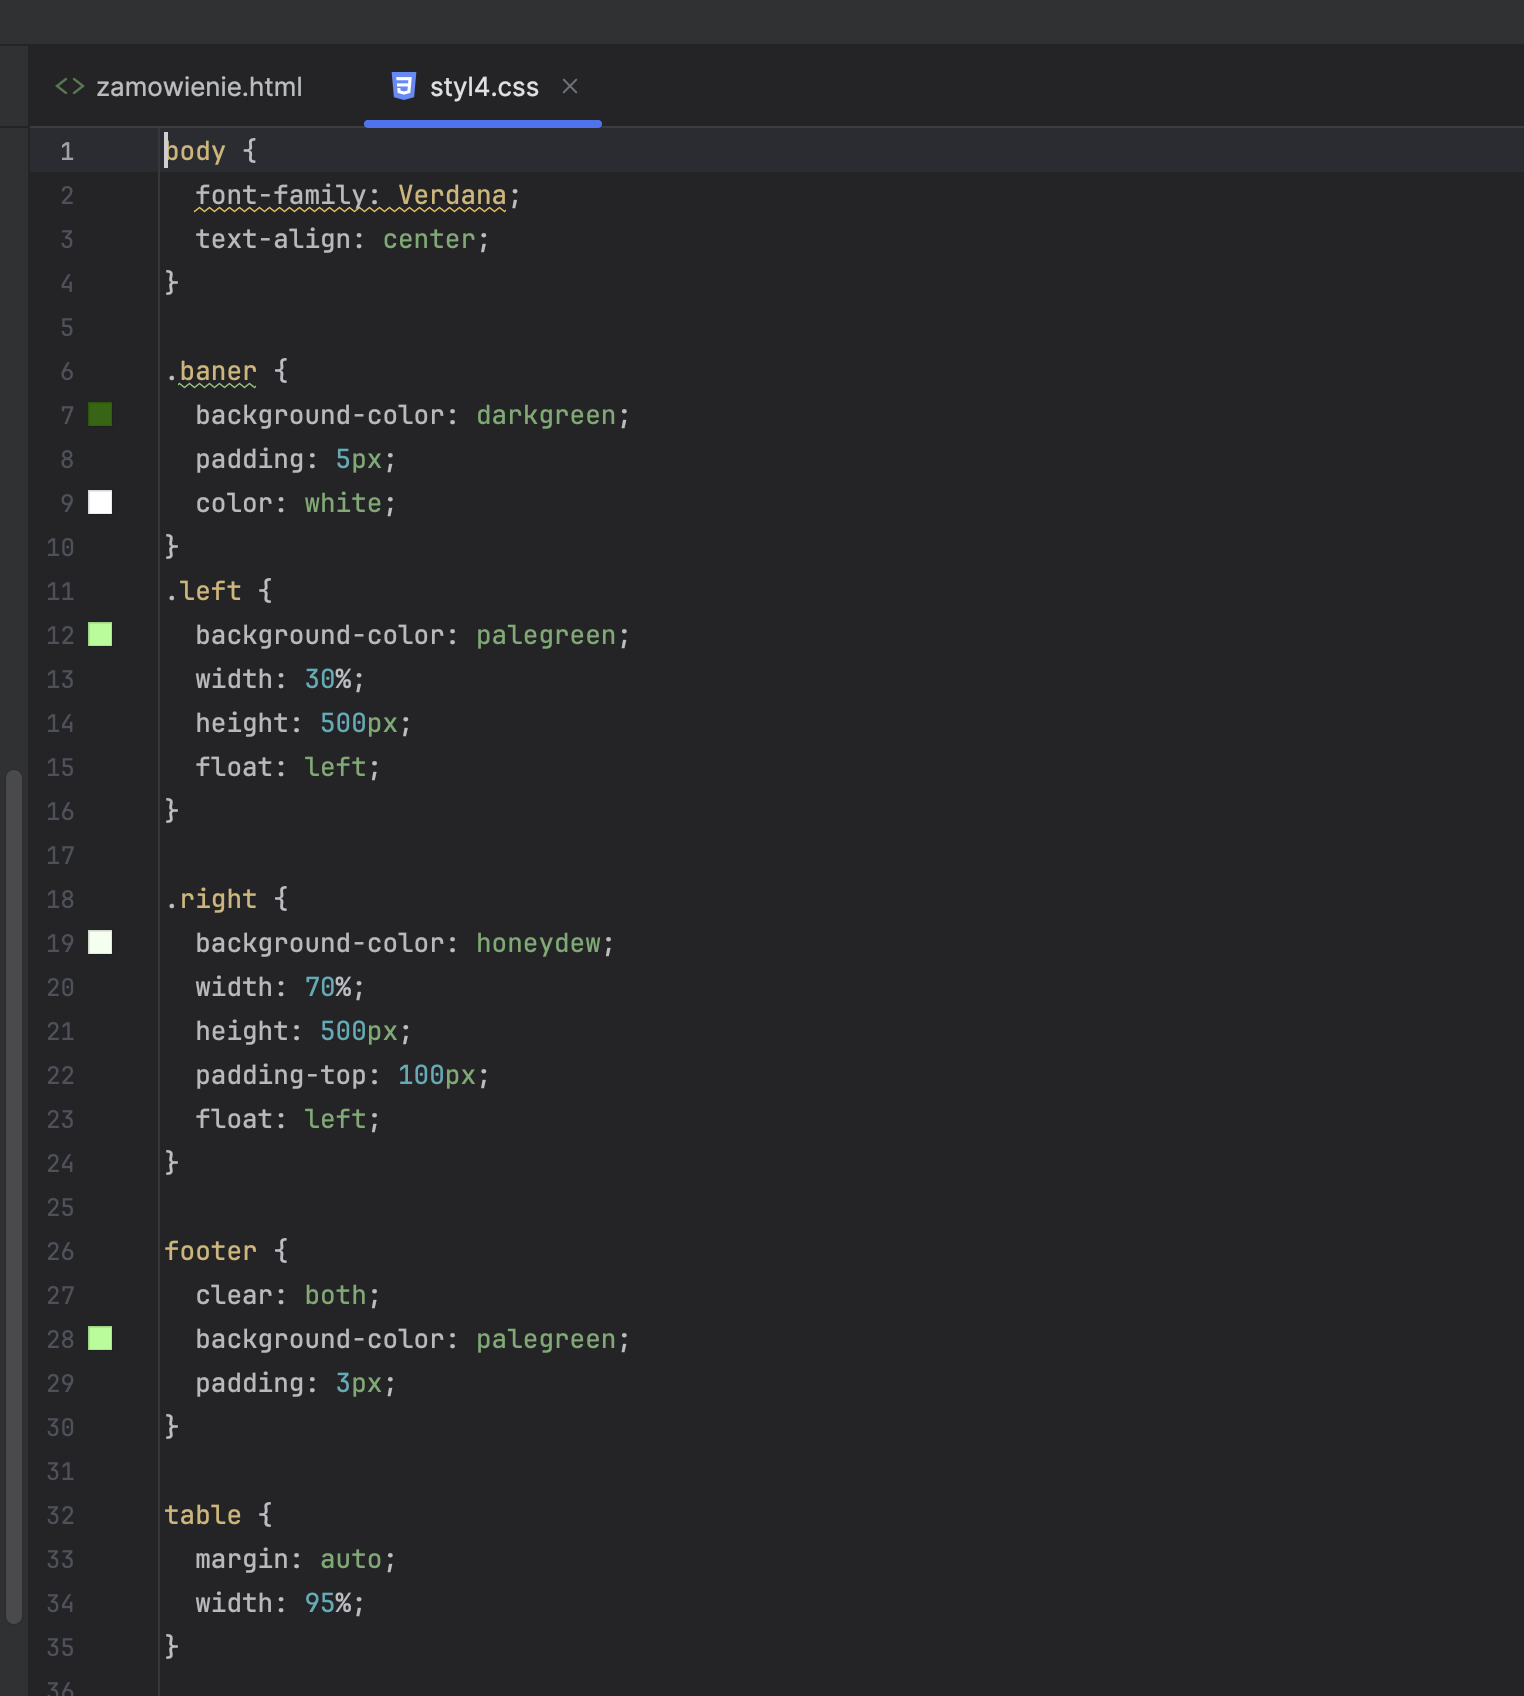 zamowienie.html styl4.css
1 body {
2 font-family: Verdana;
3 text-align: center;
4 }
5
6 .baner {
7 background-color: darkgreen;
8 padding: 5px;
9 color: white;
10 }
11 .left {
12 background-color: palegreen;
13 width: 30%;
14 height: 500px;
15 float: left;
16 }
17
18 .right {
19 background-color: honeydew;
20 width: 70%;
21 height: 500px;
22 padding-top: 100px;
23 float: left;
24 }
25
26 footer {
27 clear: both;
28 background-color: palegreen;
29 padding: 3px;
30 }
31
32 table {
33 margin: auto;
34 width: 95%;
35 }
36